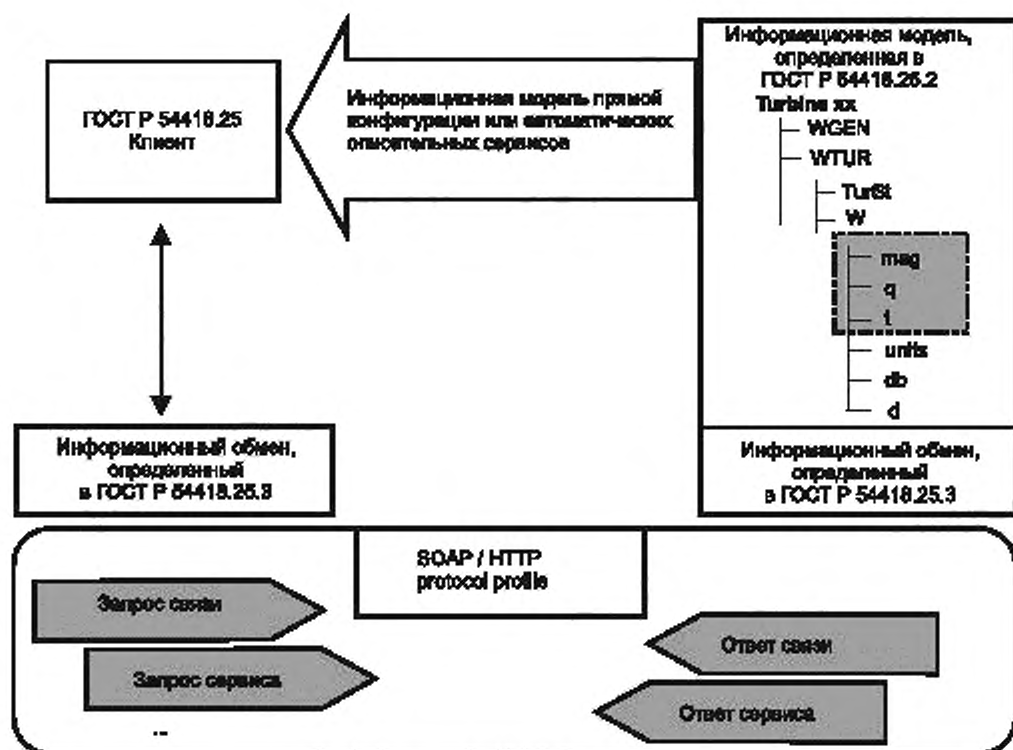 ГОСТ Р 54418.25
Клиент
Информационная модель прямой
конфигурации или автоматических
описательных сервисов
Информационная модель,
определенная в
ГОСТ Р 54418.25.2
Turbine xx
WGEN
WTUR
TurSt
W
mag
q
t
units
db
d
Информационный обмен,
определенный
в ГОСТ Р 54418.25.3
Информационный обмен,
определенный
в ГОСТ Р 54418.25.3
SOAP / HTTP
protocol profile
Запрос связи
Запрос сервиса
...
Ответ связи
Ответ сервиса